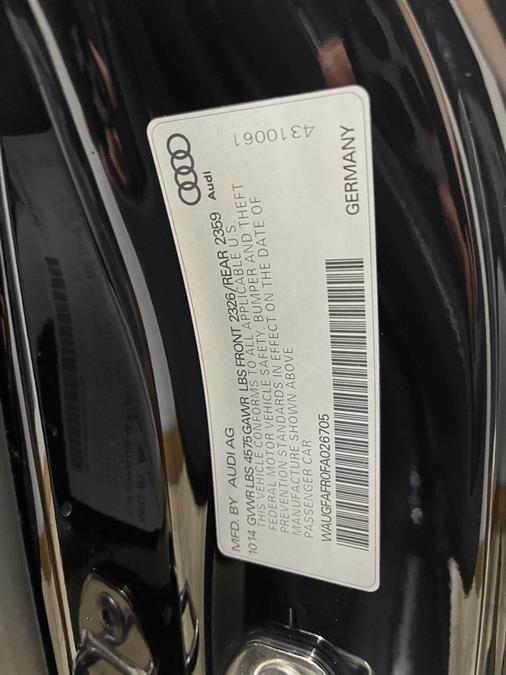 Audi
4310061
MFD. BY AUDI AG
10.14 GVWR LBS 4575GAWR LBS FRONT 2326/REAR 2359
THIS VEHICLE CONFORMS TO ALL APPLICABLE U.S.
FEDERAL MOTOR VEHICLE SAFETY. BUMPER AND THEFT
PREVENTION STANDARDS IN EFFECT ON THE DATE OF
MANUFACTURE SHOWN ABOVE
PASSENGER CAR
WAUGFAFR0FA026705
GERMANY